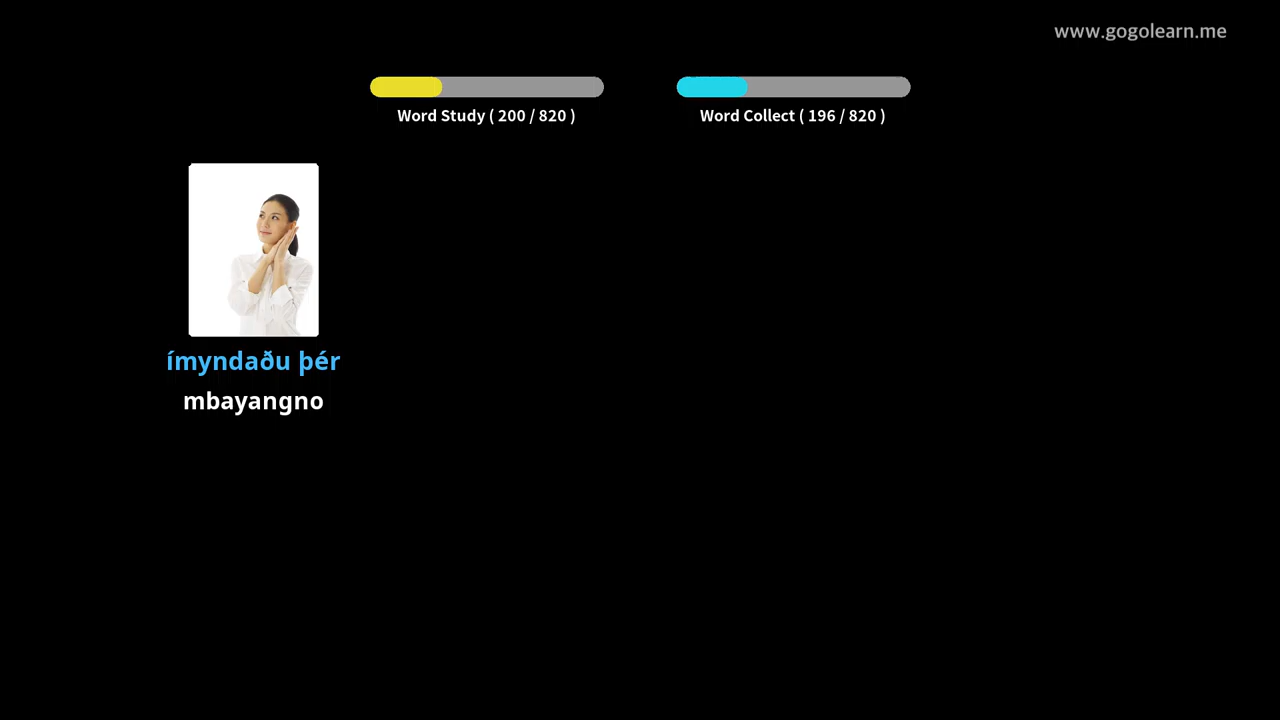 www.gogolearn.me
Word Study ( 200 / 820 )
Word Collect ( 196 / 820 )
ímyndaðu þér
mbayangno